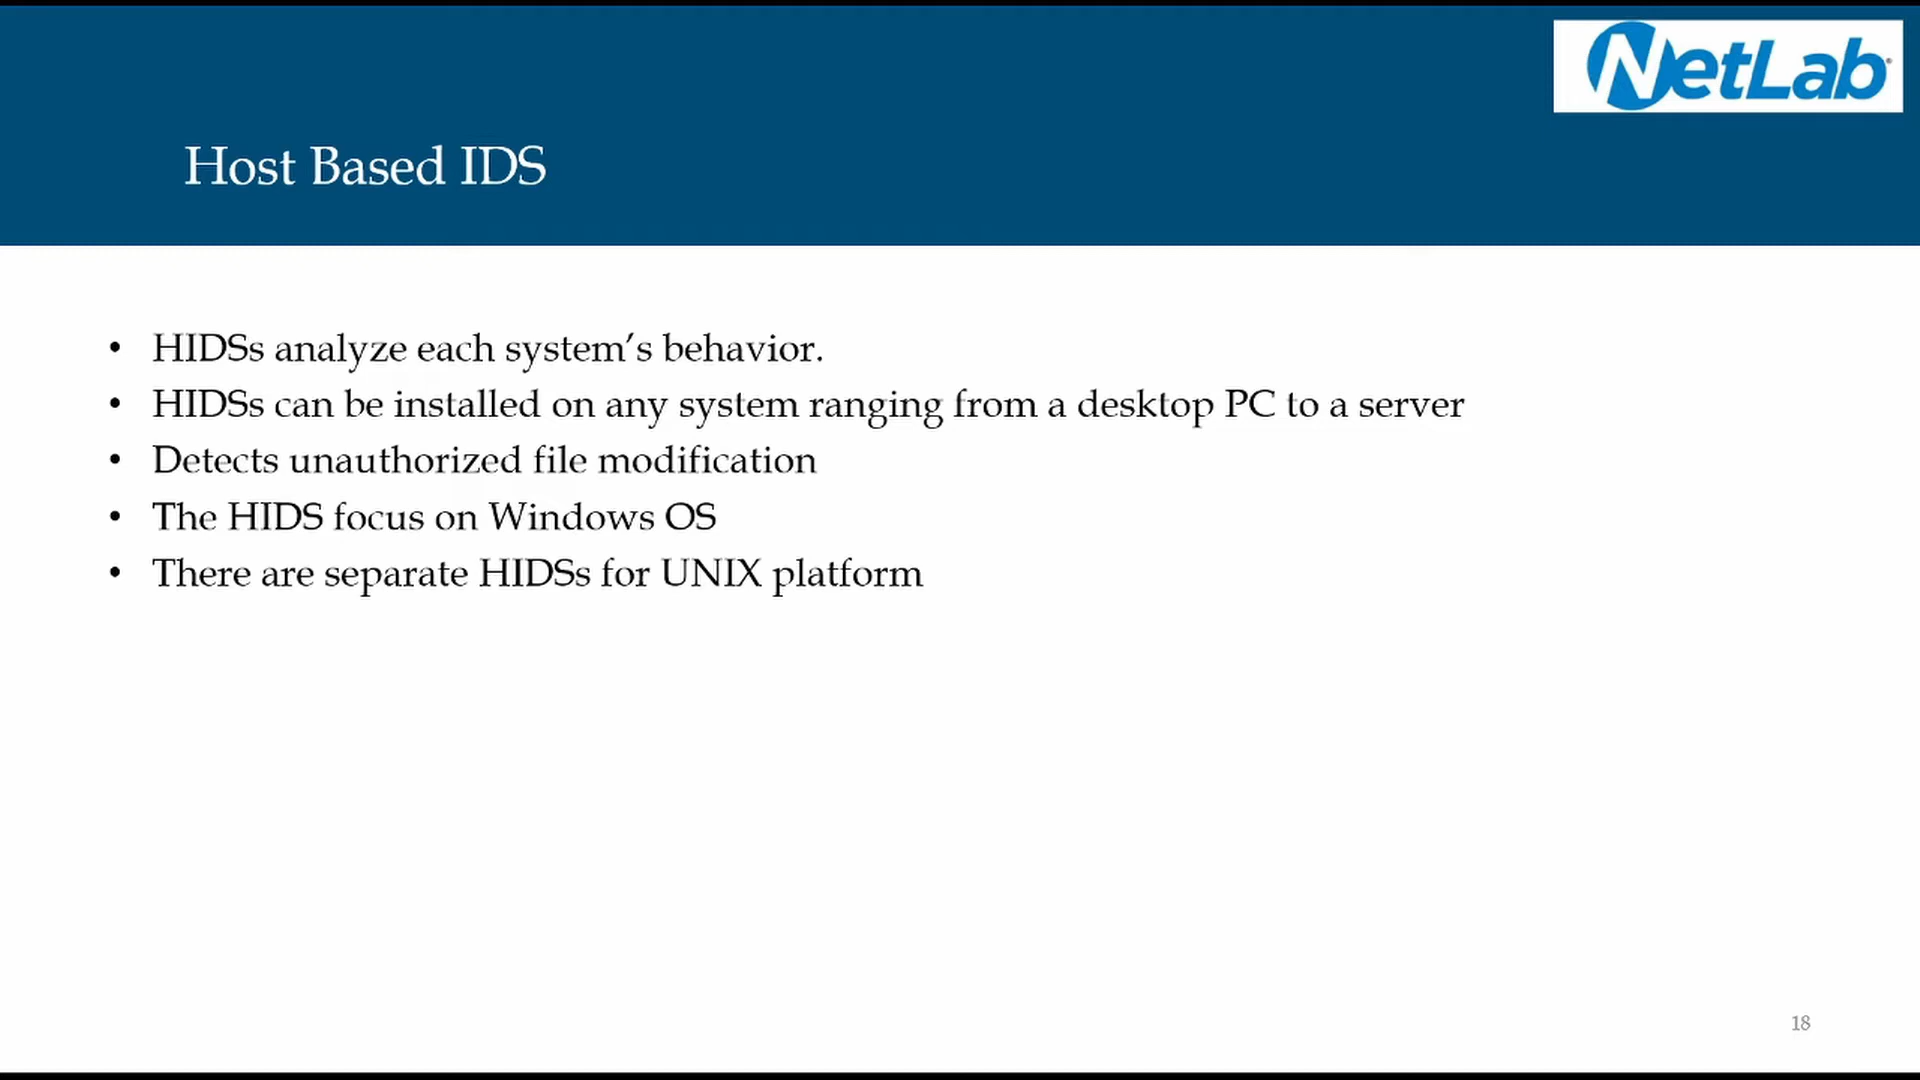 NetLab
Host Based IDS
• HIDSs analyze each system’s behavior.
• HIDSs can be installed on any system ranging from a desktop PC to a server
• Detects unauthorized file modification
• The HIDS focus on Windows OS
• There are separate HIDSs for UNIX platform
18